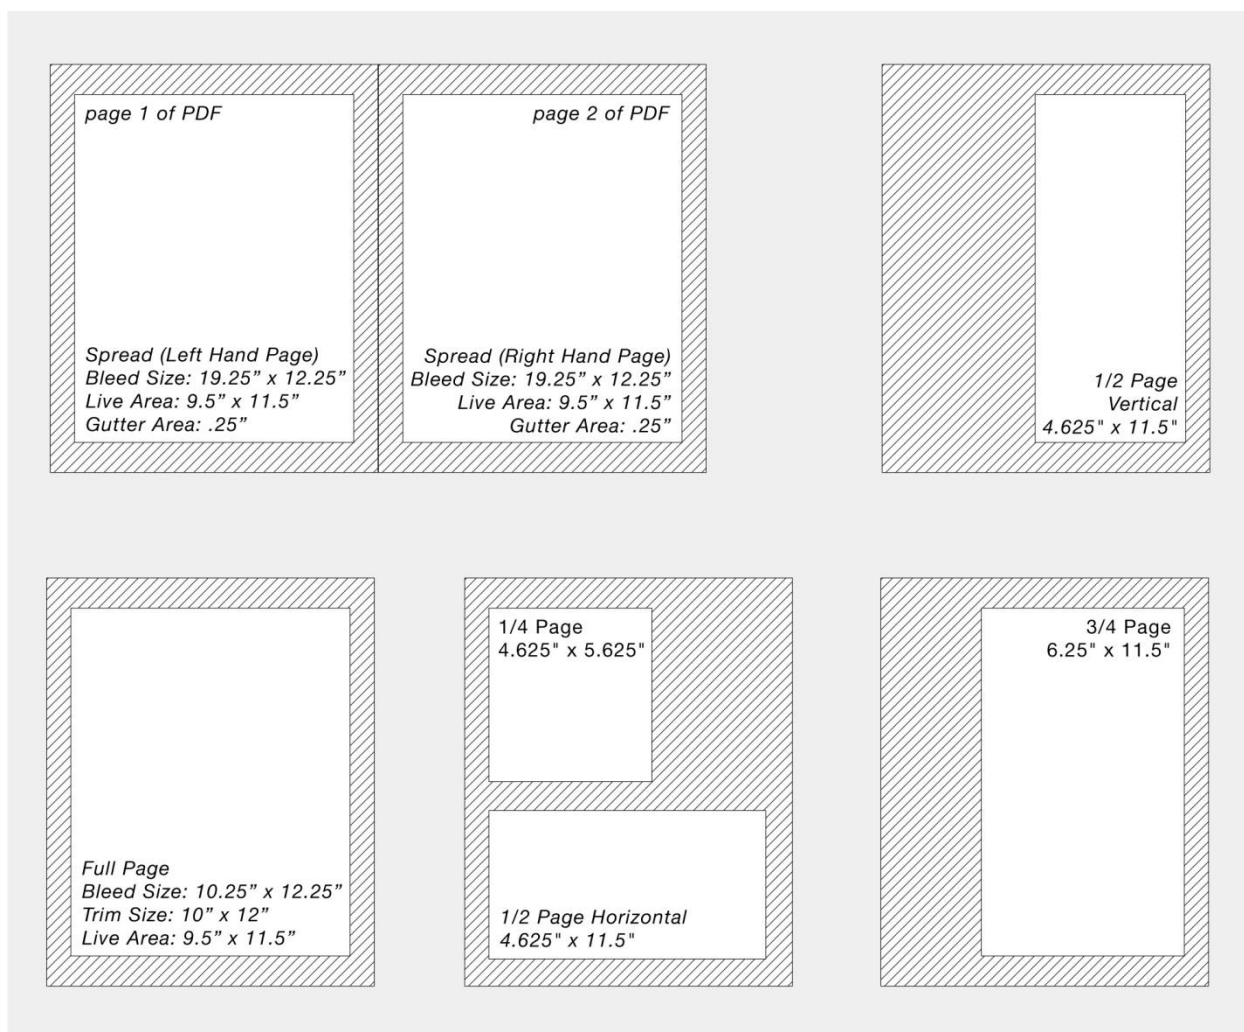 page 1 of PDF
Spread (Left Hand Page)
Bleed Size: 19.25” x 12.25”
Live Area: 9.5” x 11.5”
Gutter Area: .25”
page 2 of PDF
Spread (Right Hand Page)
Bleed Size: 19.25” x 12.25”
Live Area: 9.5” x 11.5”
Gutter Area: .25”
1/2 Page
Vertical
4.625" x 11.5"
Full Page
Bleed Size: 10.25” x 12.25”
Trim Size: 10” x 12”
Live Area: 9.5” x 11.5”
1/4 Page
4.625" x 5.625"
1/2 Page Horizontal
4.625" x 11.5"
3/4 Page
6.25" x 11.5"